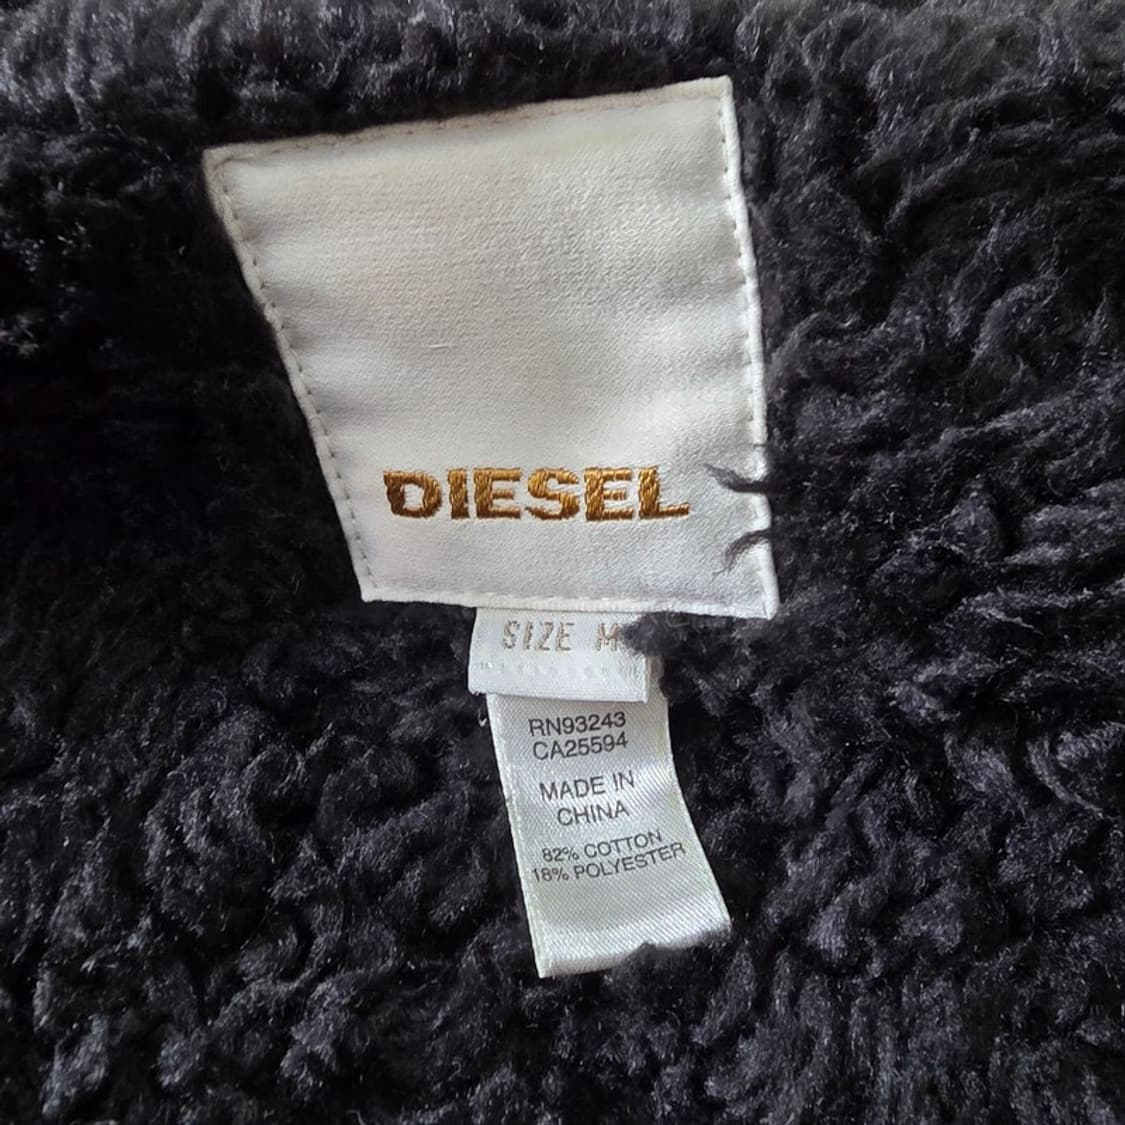 DIESEL
SIZE M
RN93243
CA25594
MADE IN
CHINA
82% COTTON
18% POLYESTER